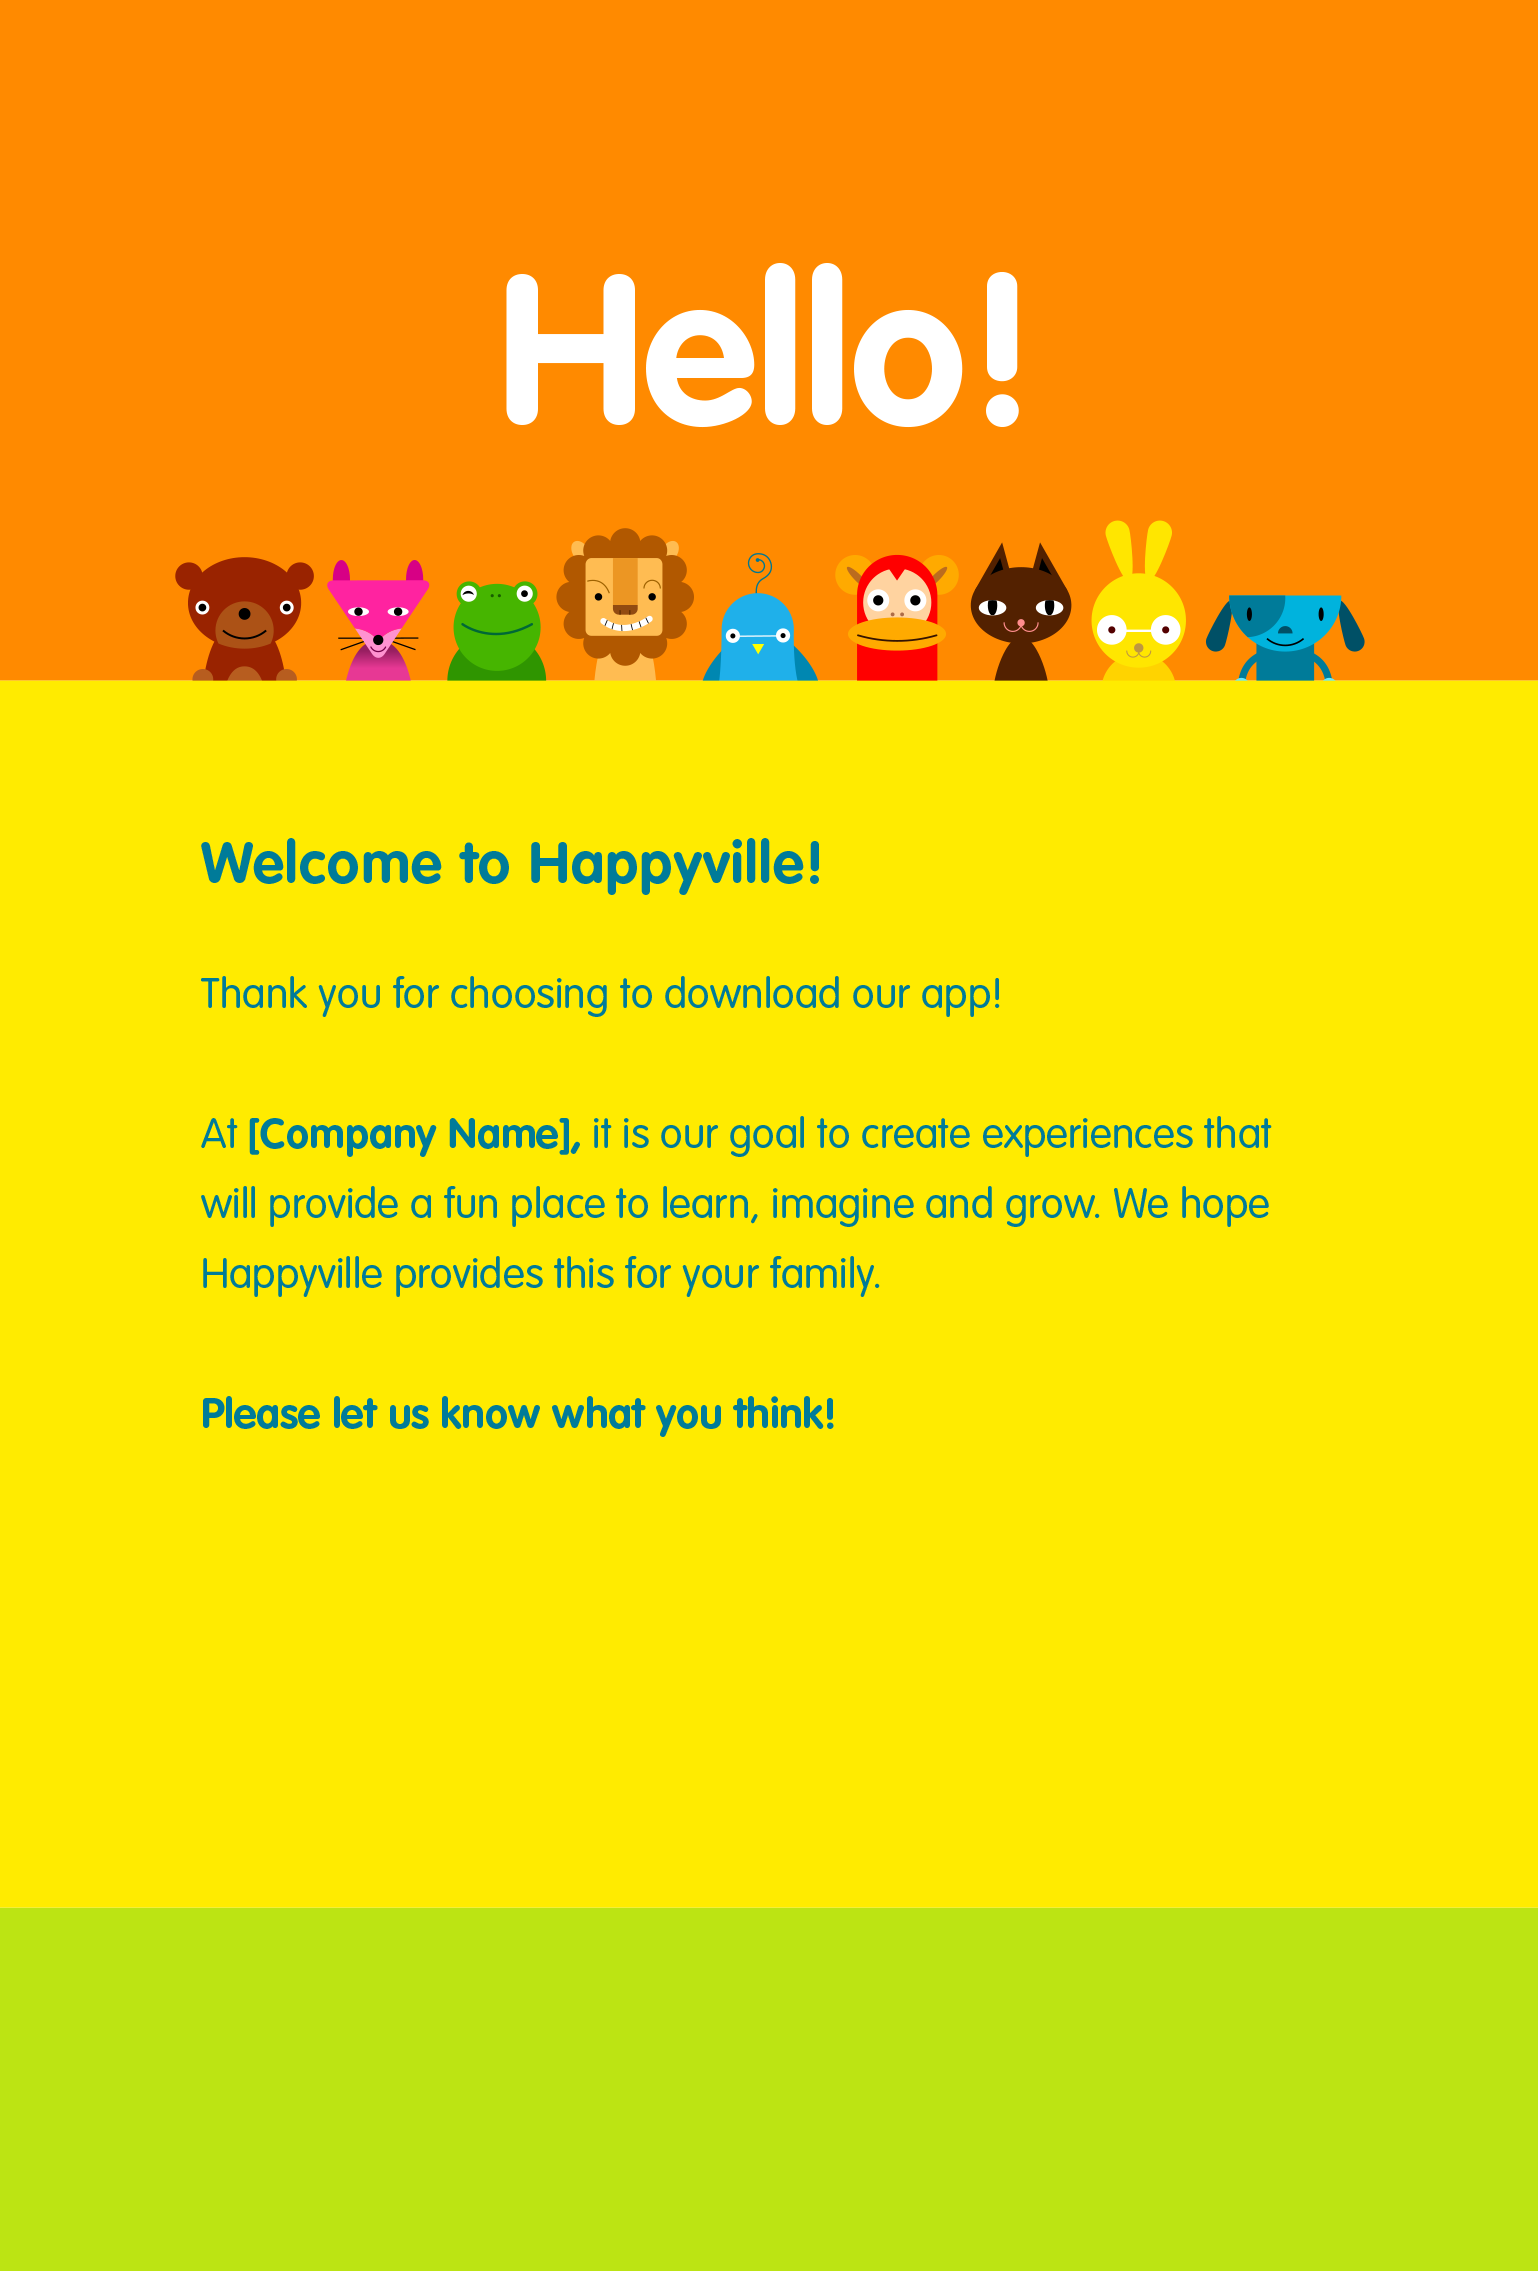 Hello!
Welcome to Happyville!
Thank you for choosing to download our app!
At [Company Name], it is our goal to create experiences that
will provide a fun place to learn, imagine and grow. We hope
Happyville provides this for your family.
Please let us know what you think!